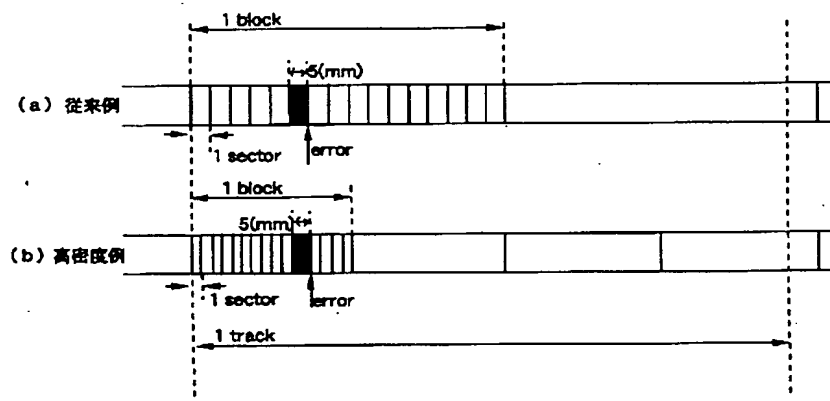 1 block
5(mm)
(a) 従来例
1 sector
error
1 block
5(mm)
(b) 高密度例
1 sector
error
1 track